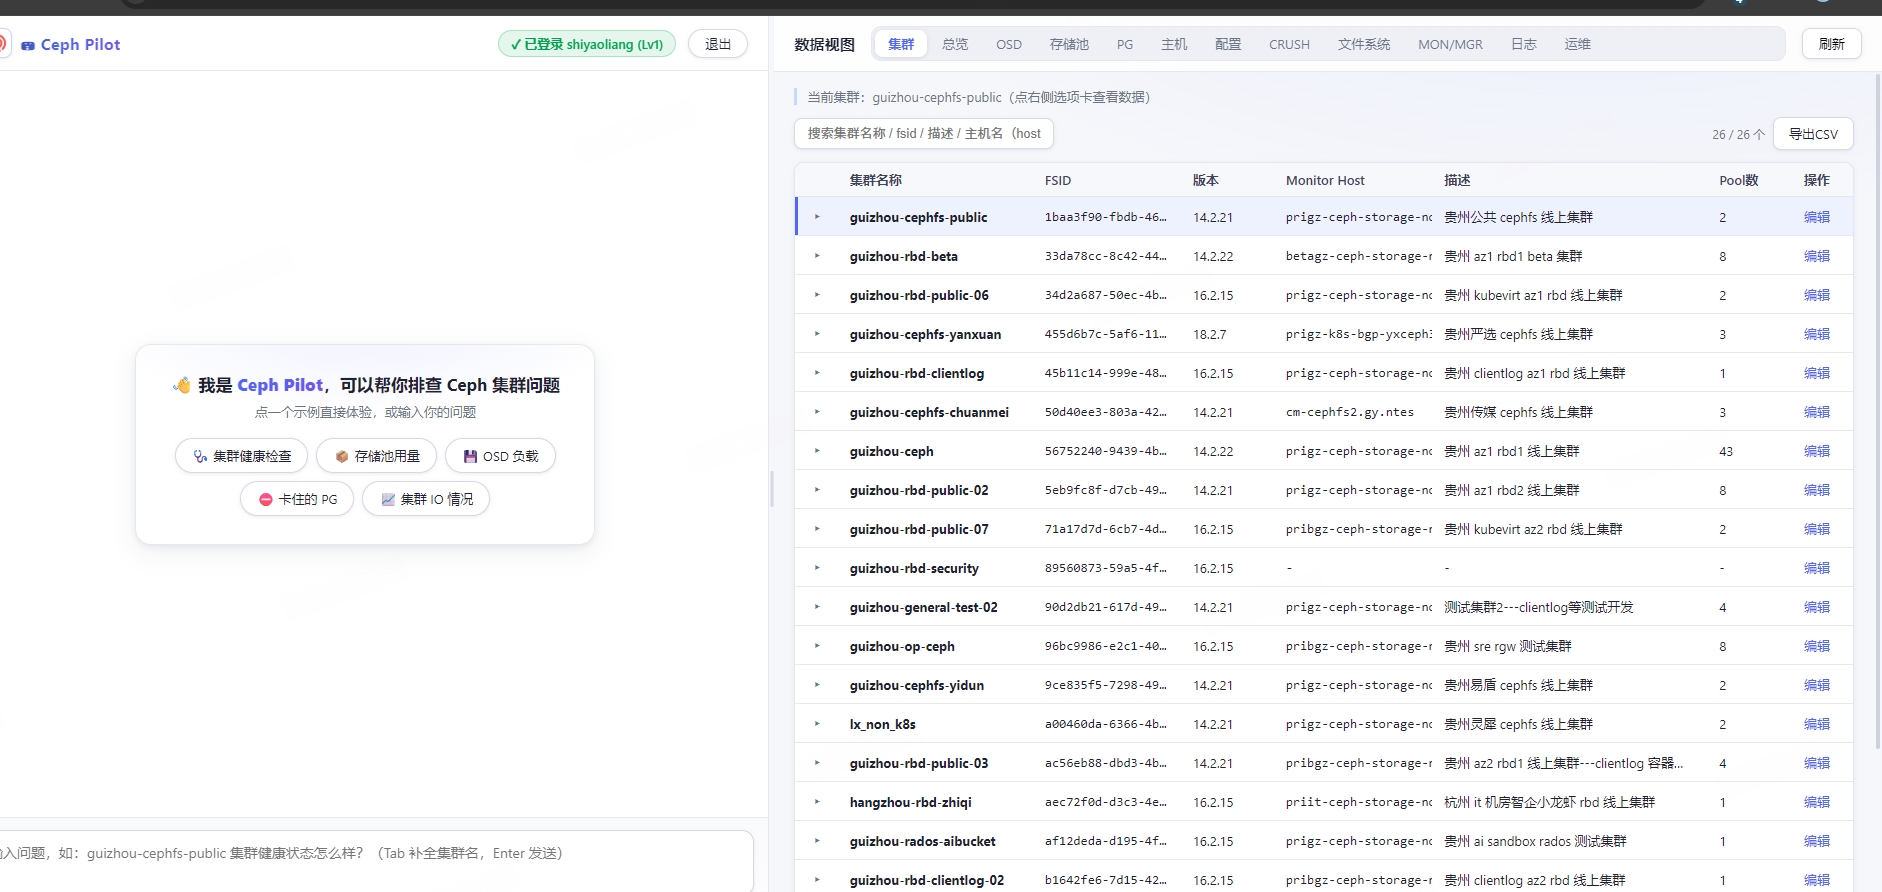 Ceph Pilot
✓ 已登录 shiyaoliang (Lv1)
退出
👋 我是 Ceph Pilot，可以帮你排查 Ceph 集群问题
点一个示例直接体验，或输入你的问题
集群健康检查
存储池用量
OSD 负载
卡住的 PG
集群 IO 情况
入问题，如：guizhou-cephfs-public 集群健康状态怎么样？（Tab 补全集群名，Enter 发送）
数据视图 集群 总览 OSD 存储池 PG 主机 配置 CRUSH 文件系统 MON/MGR 日志 运维 刷新
当前集群：guizhou-cephfs-public（点右侧选项卡查看数据）
搜索集群名称 / fsid / 描述 / 主机名（host
26 / 26 个 导出CSV
集群名称 FSID 版本 Monitor Host 描述 Pool数 操作
guizhou-cephfs-public 1baa3f90-fbdb-46… 14.2.21 prigz-ceph-storage-nc 贵州公共 cephfs 线上集群 2 编辑
guizhou-rbd-beta 33da78cc-8c42-44… 14.2.22 betagz-ceph-storage-r 贵州 az1 rbd1 beta 集群 8 编辑
guizhou-rbd-public-06 34d2a687-50ec-4b… 16.2.15 prigz-ceph-storage-nc 贵州 kubevirt az1 rbd 线上集群 2 编辑
guizhou-cephfs-yanxuan 455d6b7c-5af6-11… 18.2.7 prigz-k8s-bgp-yxceph3 贵州严选 cephfs 线上集群 3 编辑
guizhou-rbd-clientlog 45b11c14-999e-48… 16.2.15 prigz-ceph-storage-nc 贵州 clientlog az1 rbd 线上集群 1 编辑
guizhou-cephfs-chuanmei 50d40ee3-803a-42… 14.2.21 cm-cephfs2.gy.ntes 贵州传媒 cephfs 线上集群 3 编辑
guizhou-ceph 56752240-9439-4b… 14.2.22 prigz-ceph-storage-nc 贵州 az1 rbd1 线上集群 43 编辑
guizhou-rbd-public-02 5eb9fc8f-d7cb-49… 14.2.21 prigz-ceph-storage-nc 贵州 az1 rbd2 线上集群 8 编辑
guizhou-rbd-public-07 71a17d7d-6cb7-4d… 16.2.15 pribgz-ceph-storage-r 贵州 kubevirt az2 rbd 线上集群 2 编辑
guizhou-rbd-security 89560873-59a5-4f… 16.2.15 - - - 编辑
guizhou-general-test-02 90d2db21-617d-49… 14.2.21 prigz-ceph-storage-nc 测试集群2---clientlog等测试开发 4 编辑
guizhou-op-ceph 96bc9986-e2c1-40… 16.2.15 pribgz-ceph-storage-r 贵州 sre rgw 测试集群 8 编辑
guizhou-cephfs-yidun 9ce835f5-7298-49… 14.2.21 prigz-ceph-storage-nc 贵州易盾 cephfs 线上集群 2 编辑
lx_non_k8s a00460da-6366-4b… 14.2.21 prigz-ceph-storage-nc 贵州灵犀 cephfs 线上集群 2 编辑
guizhou-rbd-public-03 ac56eb88-dbd3-4b… 14.2.21 pribgz-ceph-storage-r 贵州 az2 rbd1 线上集群---clientlog 容器… 4 编辑
hangzhou-rbd-zhiqi aec72f0d-d3c3-4e… 16.2.15 priit-ceph-storage-nc 杭州 it 机房智企小龙虾 rbd 线上集群 1 编辑
guizhou-rados-aibucket af12deda-d195-4f… 16.2.15 prigz-ceph-storage-nc 贵州 ai sandbox rados 测试集群 1 编辑
guizhou-rbd-clientlog-02 b1642fe6-7d15-42… 16.2.15 pribgz-ceph-storage-r 贵州 clientlog az2 rbd 线上集群 1 编辑